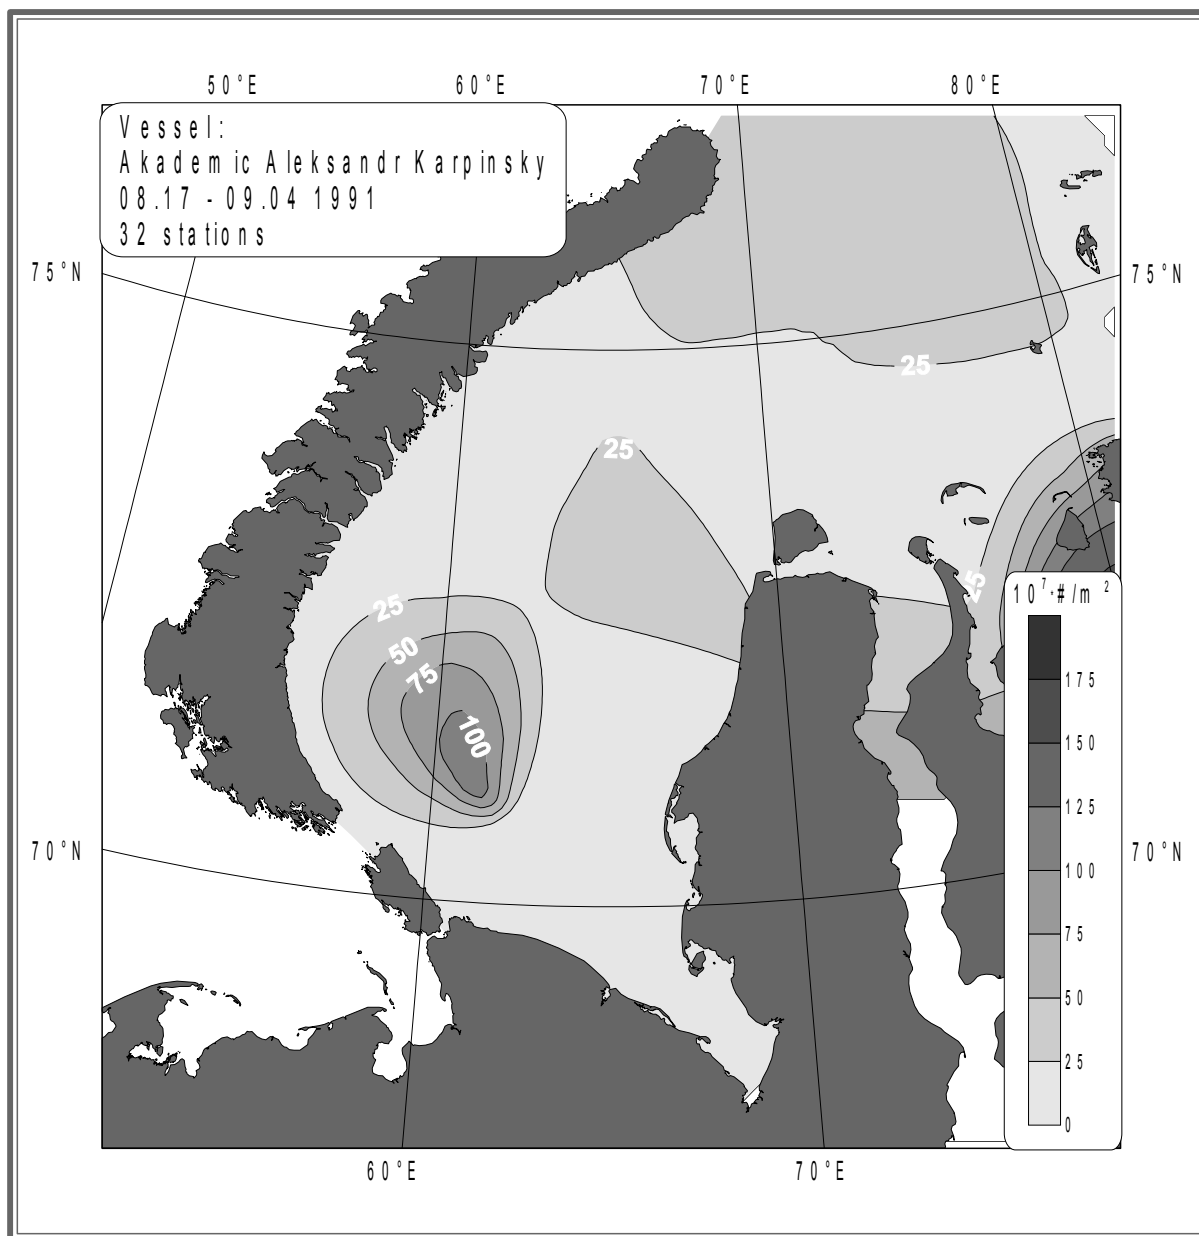 50°E 60°E 70°E 80°E
Vessel:
Akademic Aleksandr Karpinsky
08.17 - 09.04 1991
32 stations
75°N 75°N
25
25
25
25
50
75
100
10⁷·#/m²
175
150
125
100
75
50
25
0
70°N 70°N
60°E 70°E